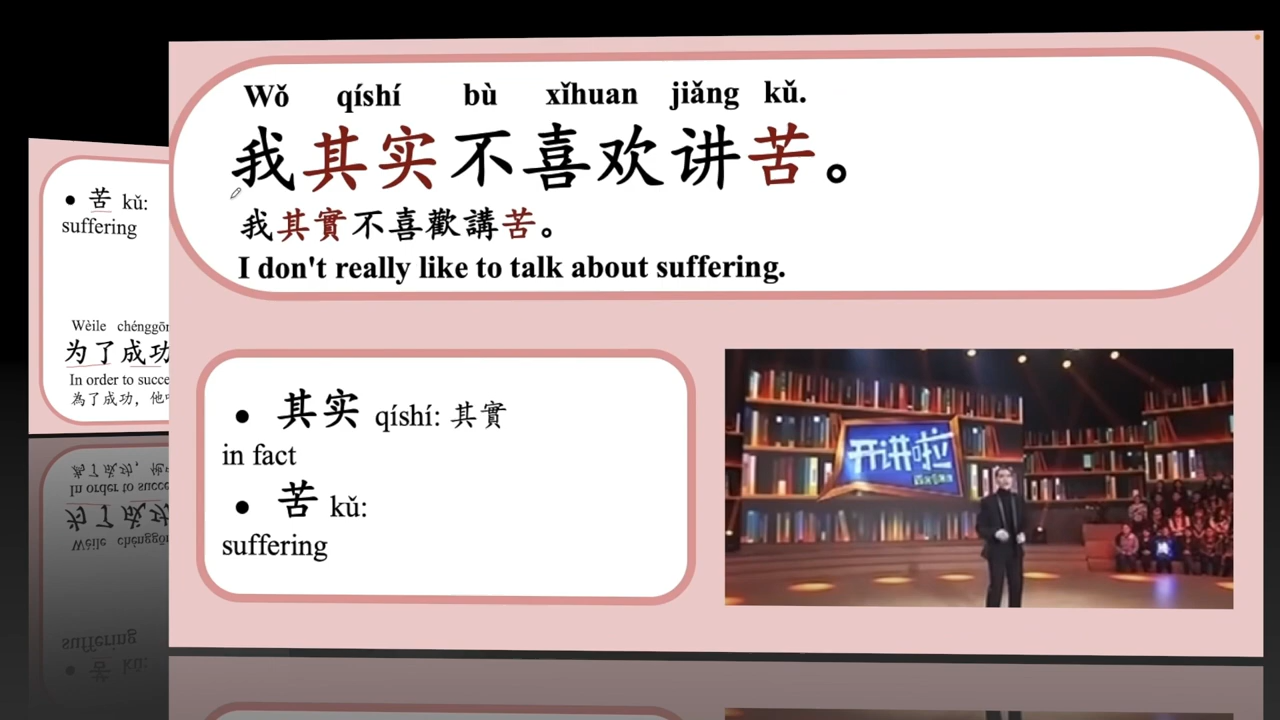 Wǒ qíshí bù xǐhuan jiǎng kǔ.
我其实不喜欢讲苦。
我其實不喜歡講苦。
I don't really like to talk about suffering.
• 其实 qíshí: 其實
in fact
• 苦 kǔ:
suffering
开讲啦
• 苦 kǔ:
suffering
Wèile chénggōn
为了成功
In order to succe
為了成功，他